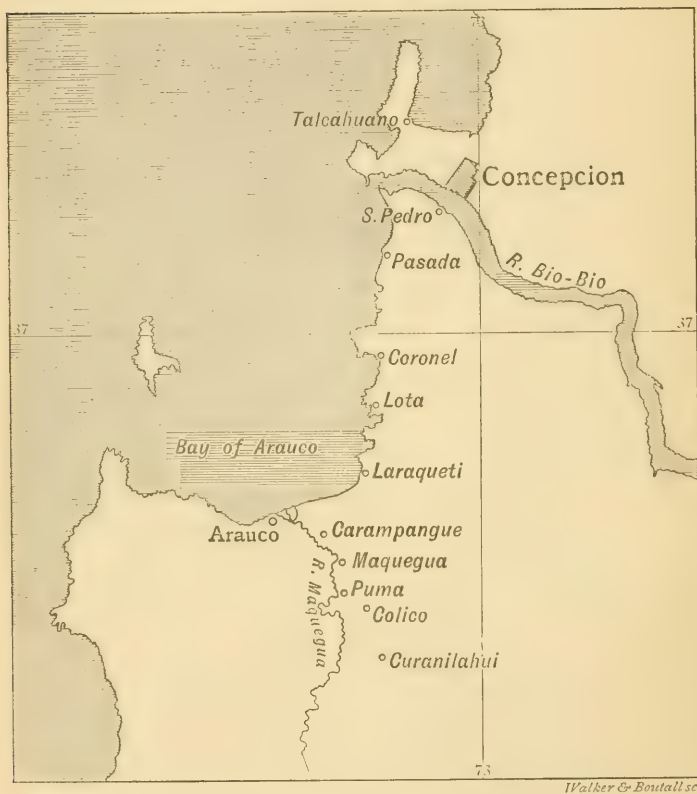 Talcahuano
Concepcion
S. Pedro
Pasada
R. Bio-Bio
37 37
Coronel
Lota
Bay of Arauco
Laraqueti
Arauco
Carampangue
Maquegua
Puma
Colico
R. Maquegua
Curanilahui
73
Walker & Boutall sc